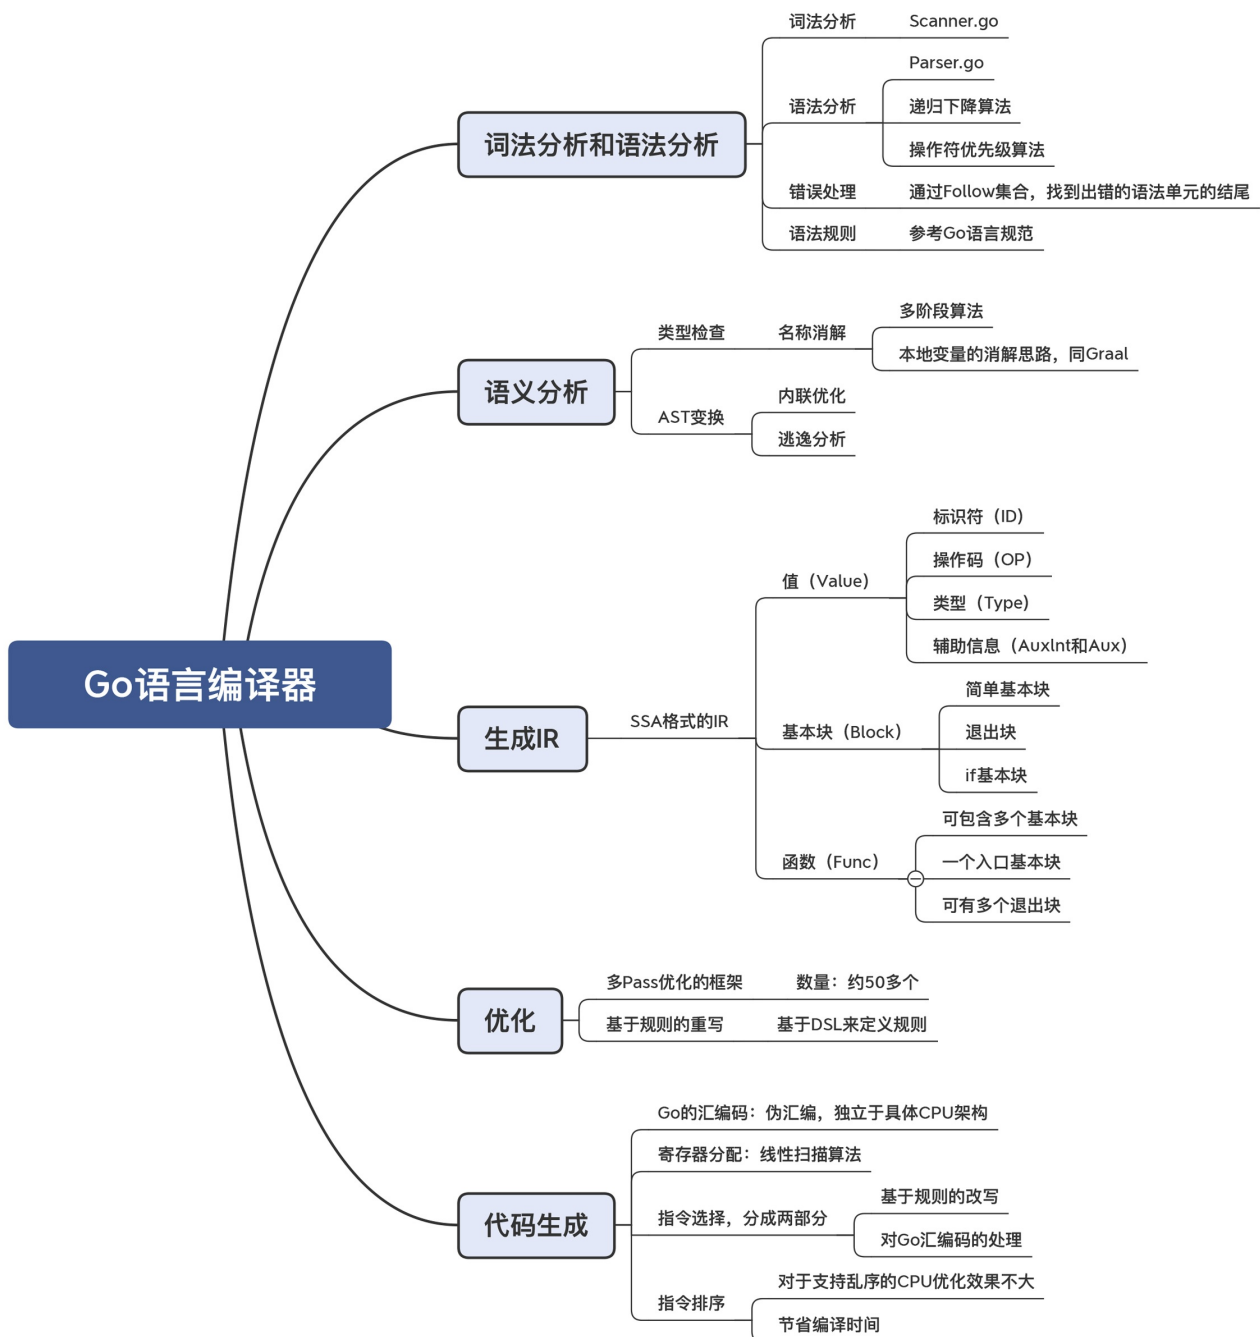 Go语言编译器
词法分析和语法分析
词法分析
Scanner.go
语法分析
Parser.go
递归下降算法
操作符优先级算法
错误处理
通过Follow集合，找到出错的语法单元的结尾
语法规则
参考Go语言规范
语义分析
类型检查
名称消解
多阶段算法
本地变量的消解思路，同Graal
AST变换
内联优化
逃逸分析
生成IR
SSA格式的IR
值（Value）
标识符（ID）
操作码（OP）
类型（Type）
辅助信息（AuxInt和Aux）
基本块（Block）
简单基本块
退出块
if基本块
函数（Func）
可包含多个基本块
一个入口基本块
可有多个退出块
优化
多Pass优化的框架
数量：约50多个
基于规则的重写
基于DSL来定义规则
代码生成
Go的汇编码：伪汇编，独立于具体CPU架构
寄存器分配：线性扫描算法
指令选择，分成两部分
基于规则的改写
对Go汇编码的处理
指令排序
对于支持乱序的CPU优化效果不大
节省编译时间